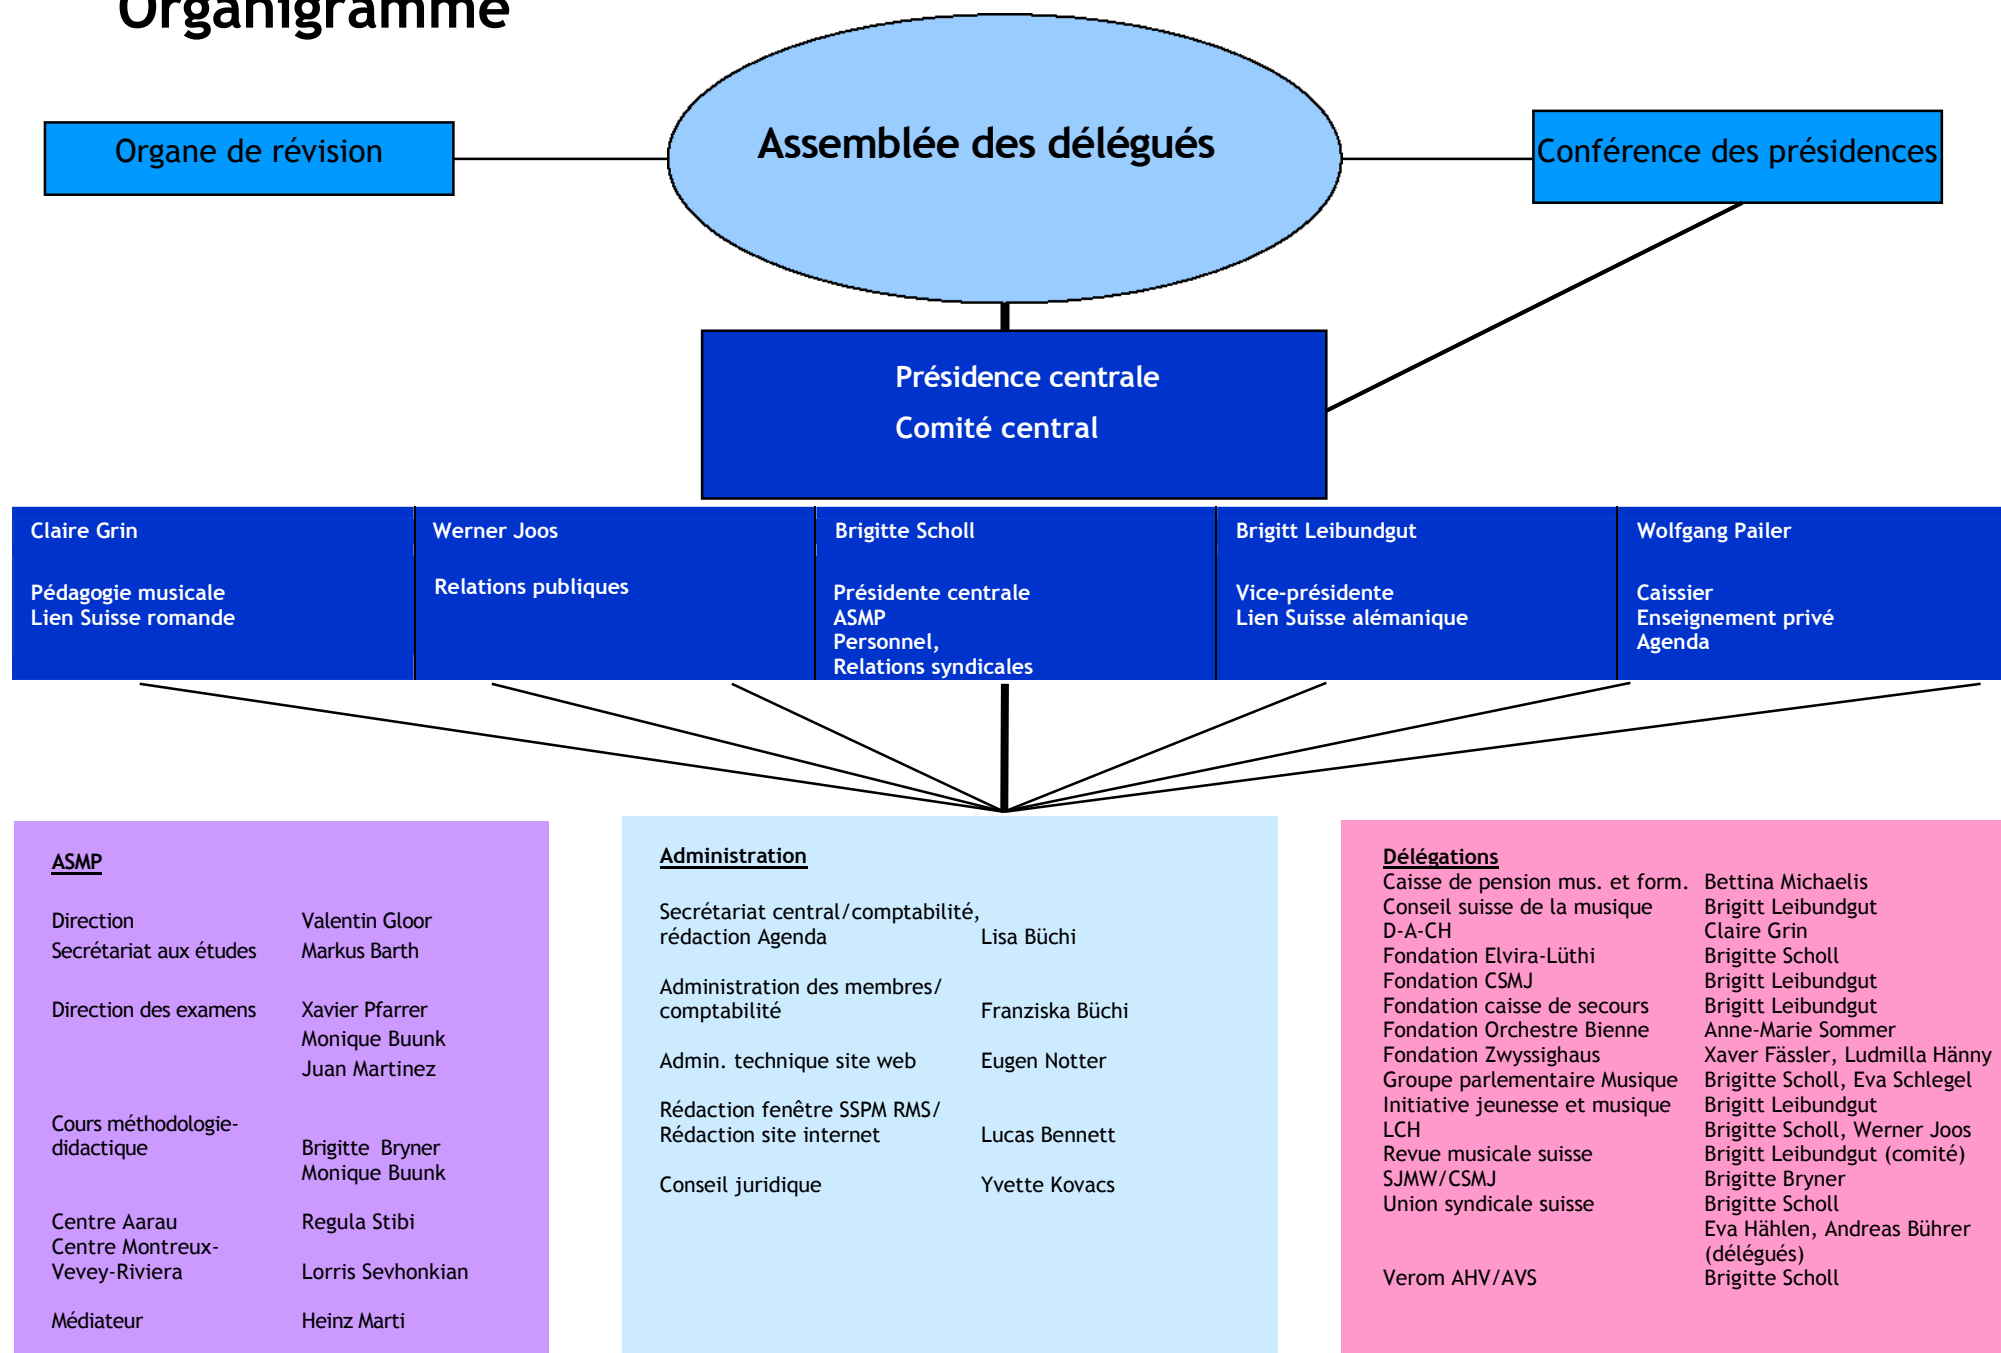 Organigramme
Organe de révision
Assemblée des délégués
Conférence des présidences
Présidence centrale
Comité central
Claire Grin
Pédagogie musicale
Lien Suisse romande
Werner Joos
Relations publiques
Brigitte Scholl
Présidente centrale
ASMP
Personnel,
Relations syndicales
Brigitt Leibundgut
Vice-présidente
Lien Suisse alémanique
Wolfgang Pailer
Caissier
Enseignement privé
Agenda
ASMP
Direction Valentin Gloor
Secrétariat aux études Markus Barth
Direction des examens Xavier Pfarrer
Monique Buunk
Juan Martinez
Cours méthodologie-
didactique Brigitte Bryner
Monique Buunk
Centre Aarau Regula Stibi
Centre Montreux-
Vevey-Riviera Lorris Sevhonkian
Médiateur Heinz Marti
Administration
Secrétariat central/comptabilité,
rédaction Agenda Lisa Büchi
Administration des membres/
comptabilité Franziska Büchi
Admin. technique site web Eugen Notter
Rédaction fenêtre SSPM RMS/
Rédaction site internet Lucas Bennett
Conseil juridique Yvette Kovacs
Délégations
Caisse de pension mus. et form. Bettina Michaelis
Conseil suisse de la musique Brigitt Leibundgut
D-A-CH Claire Grin
Fondation Elvira-Lüthi Brigitte Scholl
Fondation CSMJ Brigitt Leibundgut
Fondation caisse de secours Brigitt Leibundgut
Fondation Orchestre Bienne Anne-Marie Sommer
Fondation Zwyssighaus Xaver Fässler, Ludmilla Hänny
Groupe parlementaire Musique Brigitte Scholl, Eva Schlegel
Initiative jeunesse et musique Brigitt Leibundgut
LCH Brigitte Scholl, Werner Joos
Revue musicale suisse Brigitt Leibundgut (comité)
SJMW/CSMJ Brigitte Bryner
Union syndicale suisse Brigitte Scholl
Eva Hählen, Andreas Bührer
(délégués)
Verom AHV/AVS Brigitte Scholl